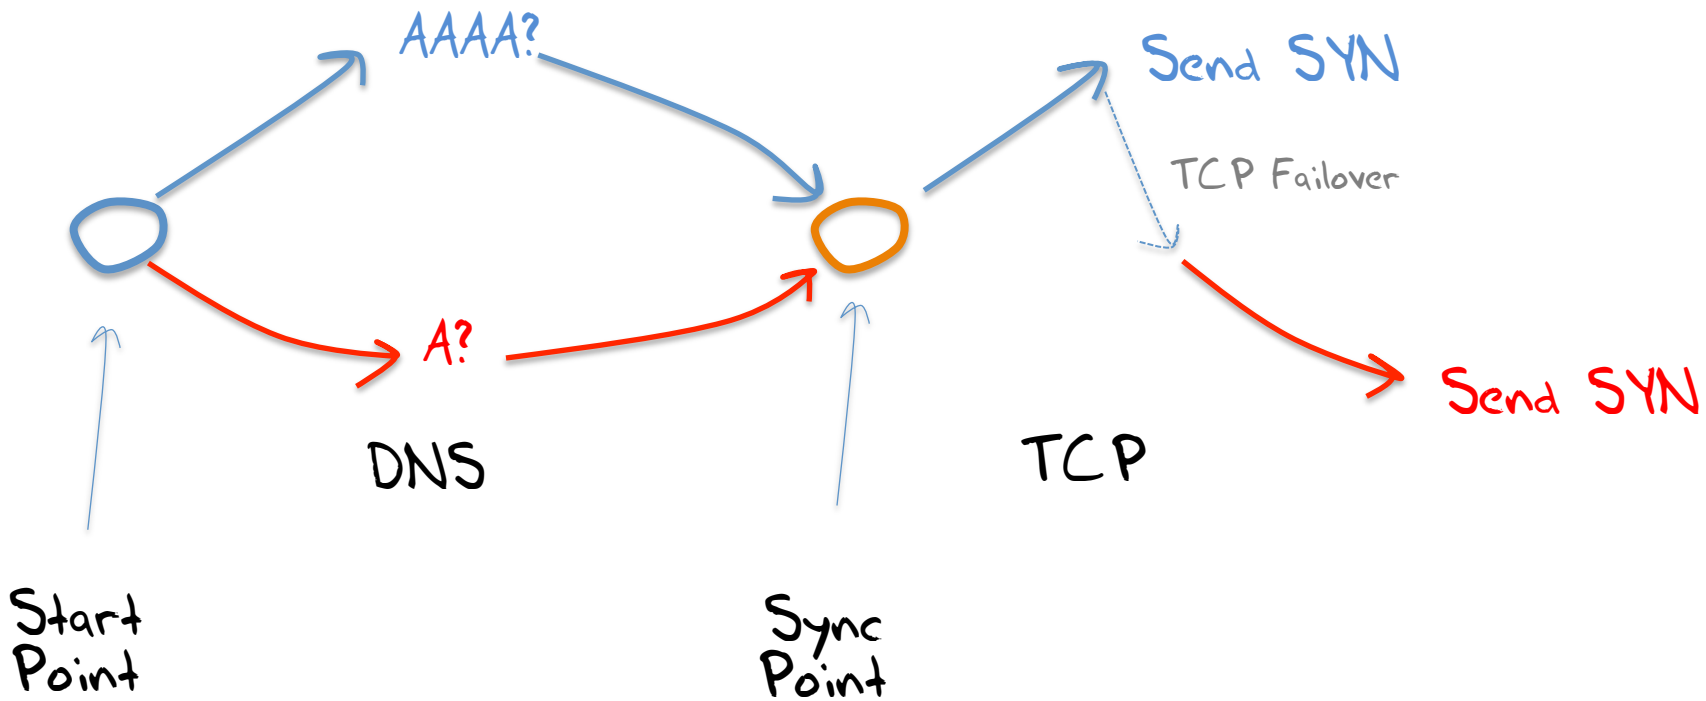 AAAA?
Send SYN
TCP Failover
A?
Send SYN
DNS
TCP
Start
Point
Sync
Point